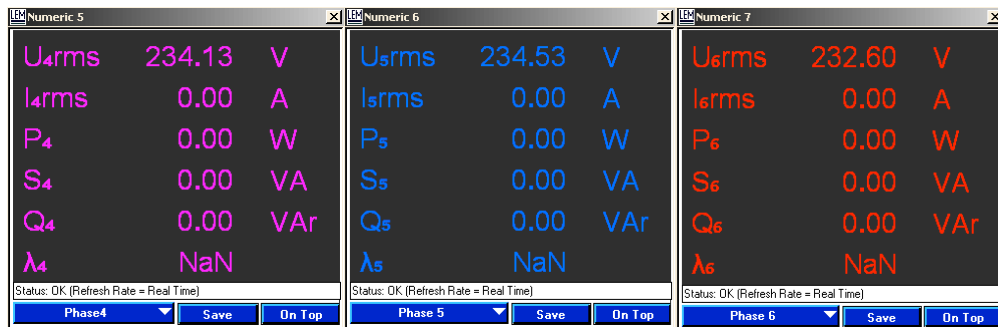 LEM Numeric 5
U4rms 234.13 V
I4rms 0.00 A
P4 0.00 W
S4 0.00 VA
Q4 0.00 VAr
λ4 NaN
Status: OK (Refresh Rate = Real Time)
Phase4 Save On Top
LEM Numeric 6
U5rms 234.53 V
I5rms 0.00 A
P5 0.00 W
S5 0.00 VA
Q5 0.00 VAr
λ5 NaN
Status: OK (Refresh Rate = Real Time)
Phase 5 Save On Top
LEM Numeric 7
U6rms 232.60 V
I6rms 0.00 A
P6 0.00 W
S6 0.00 VA
Q6 0.00 VAr
λ6 NaN
Status: OK (Refresh Rate = Real Time)
Phase 6 Save On Top